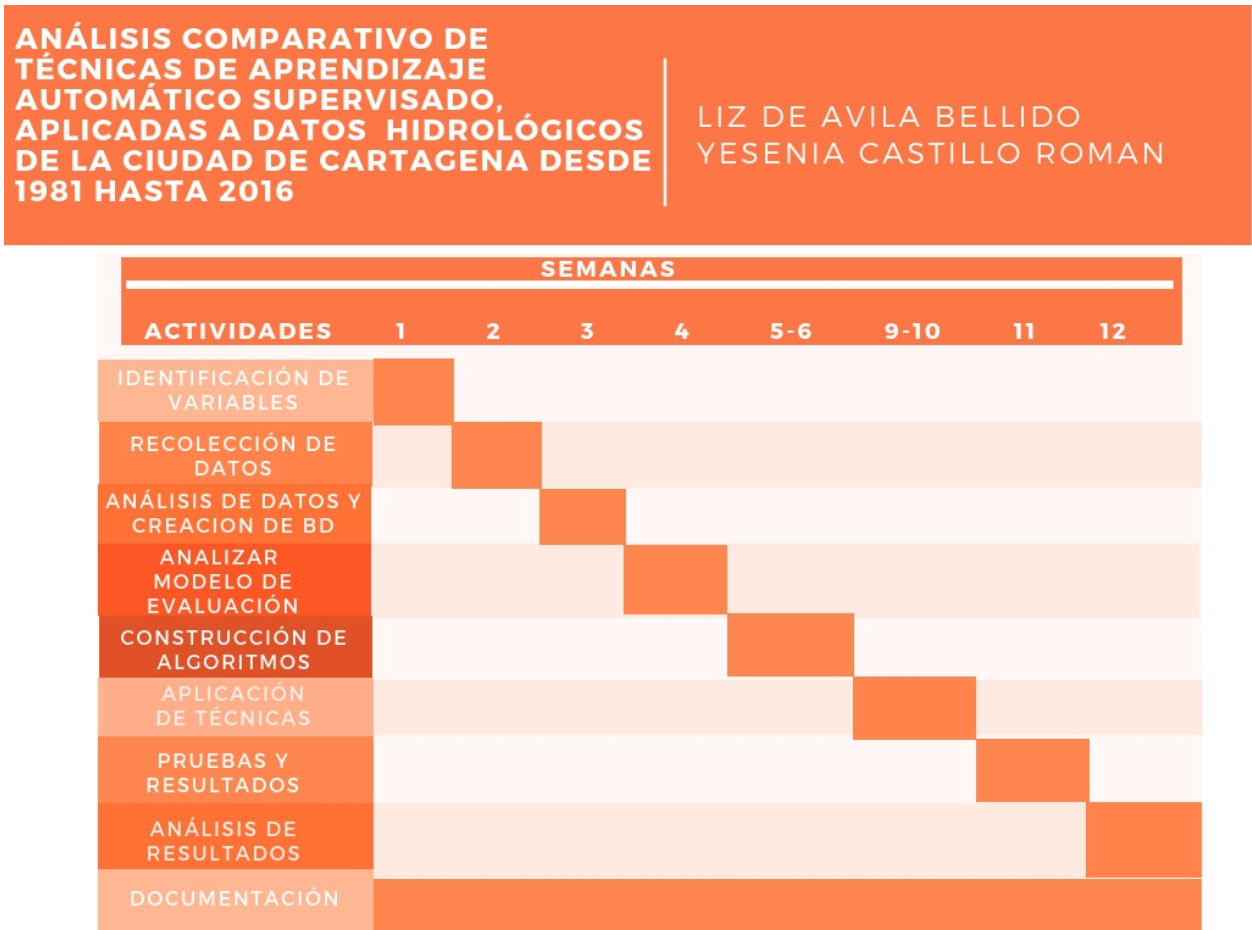 ANÁLISIS COMPARATIVO DE
TÉCNICAS DE APRENDIZAJE
AUTOMÁTICO SUPERVISADO,
APLICADAS A DATOS HIDROLÓGICOS
DE LA CIUDAD DE CARTAGENA DESDE
1981 HASTA 2016
LIZ DE AVILA BELLIDO
YESENIA CASTILLO ROMAN
SEMANAS
ACTIVIDADES 1 2 3 4 5-6 9-10 11 12
IDENTIFICACIÓN DE
VARIABLES
RECOLECCIÓN DE
DATOS
ANÁLISIS DE DATOS Y
CREACION DE BD
ANALIZAR
MODELO DE
EVALUACIÓN
CONSTRUCCIÓN DE
ALGORITMOS
APLICACIÓN
DE TÉCNICAS
PRUEBAS Y
RESULTADOS
ANÁLISIS DE
RESULTADOS
DOCUMENTACIÓN